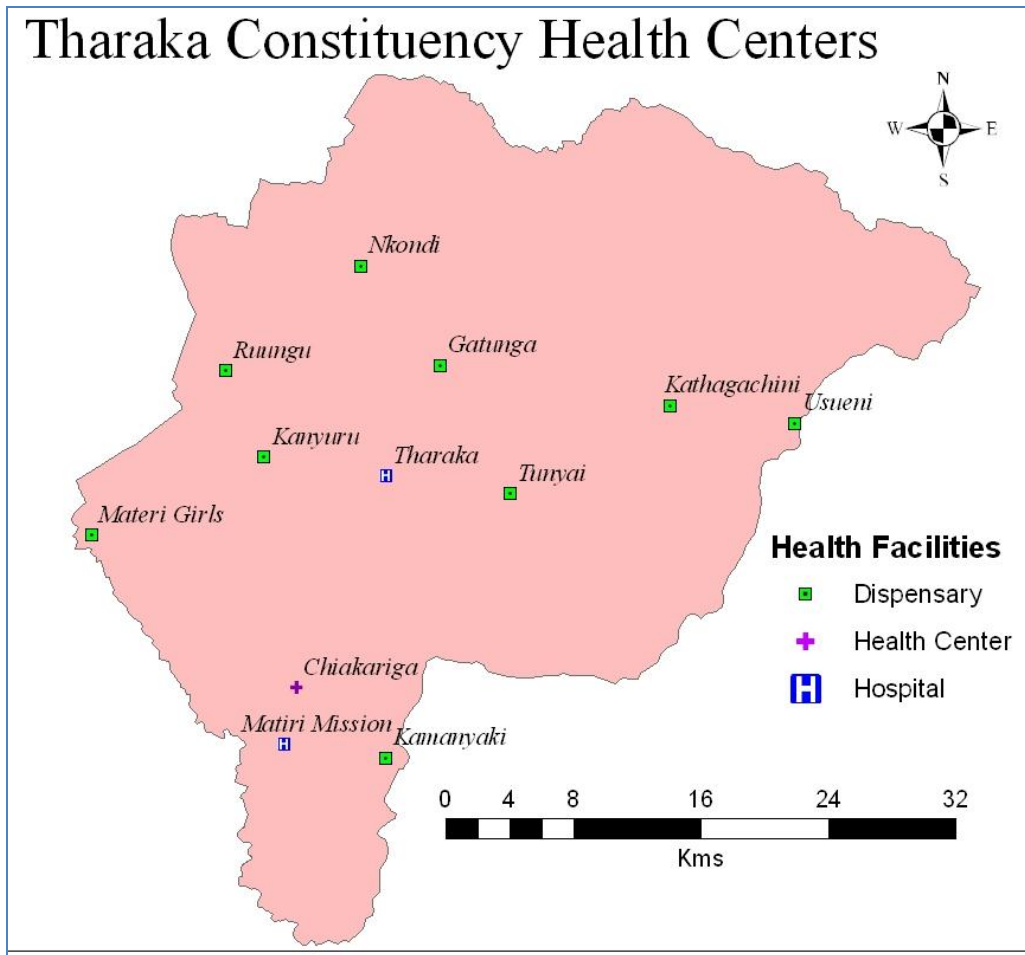 Tharaka Constituency Health Centers
N
W E
S
Nkondi
Ruungu
Gatunga
Kathagachini
Usueni
Kanyuru
Tharaka
Tunyai
Materi Girls
Health Facilities
Dispensary
Health Center
H Hospital
Chiakariga
Matiri Mission
Kamanyaki
0 4 8 16 24 32
Kms